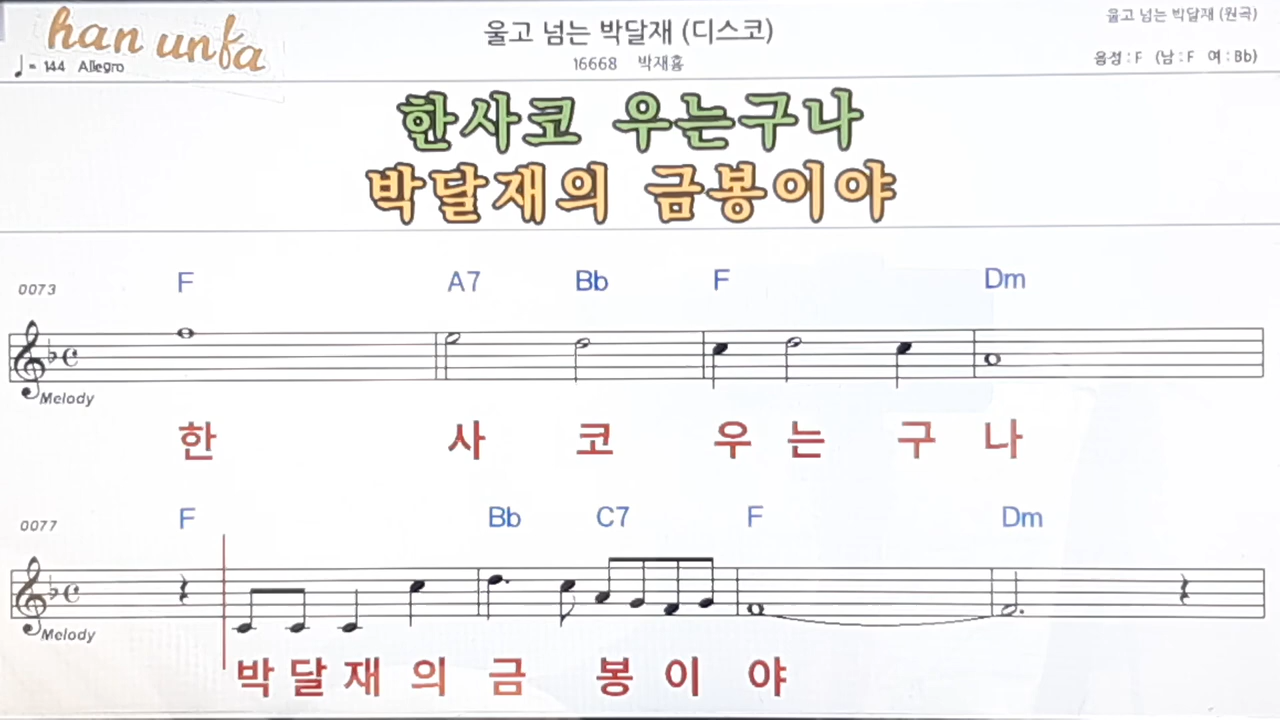 han unfa
울고 넘는 박달재 (디스코)
울고 넘는 박달재 (원곡)
♩= 144 Allegro
16668 박재홍
음정 : F (남 : F 여 : Bb)
한사코 우는구나
박달재의 금봉이야
0073 F A7 Bb F Dm
Melody
한 사 코 우 는 구 나
0077 F Bb C7 F Dm
Melody
박 달 재 의 금 봉 이 야